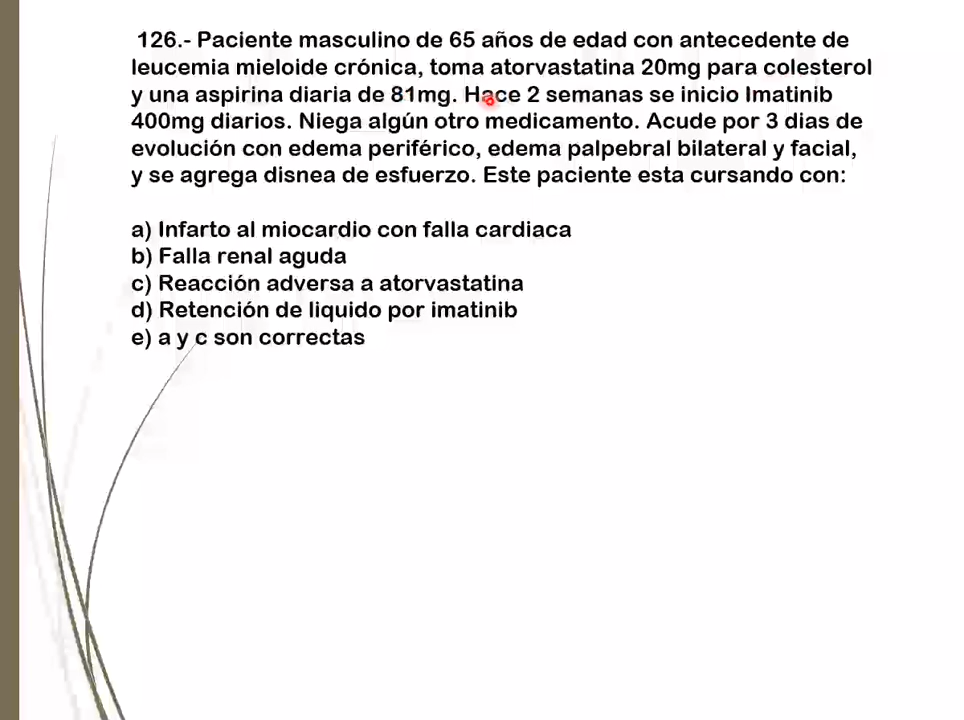 126.- Paciente masculino de 65 años de edad con antecedente de
leucemia mieloide crónica, toma atorvastatina 20mg para colesterol
y una aspirina diaria de 81mg. Hace 2 semanas se inicio Imatinib
400mg diarios. Niega algún otro medicamento. Acude por 3 dias de
evolución con edema periférico, edema palpebral bilateral y facial,
y se agrega disnea de esfuerzo. Este paciente esta cursando con:
a) Infarto al miocardio con falla cardiaca
b) Falla renal aguda
c) Reacción adversa a atorvastatina
d) Retención de liquido por imatinib
e) a y c son correctas